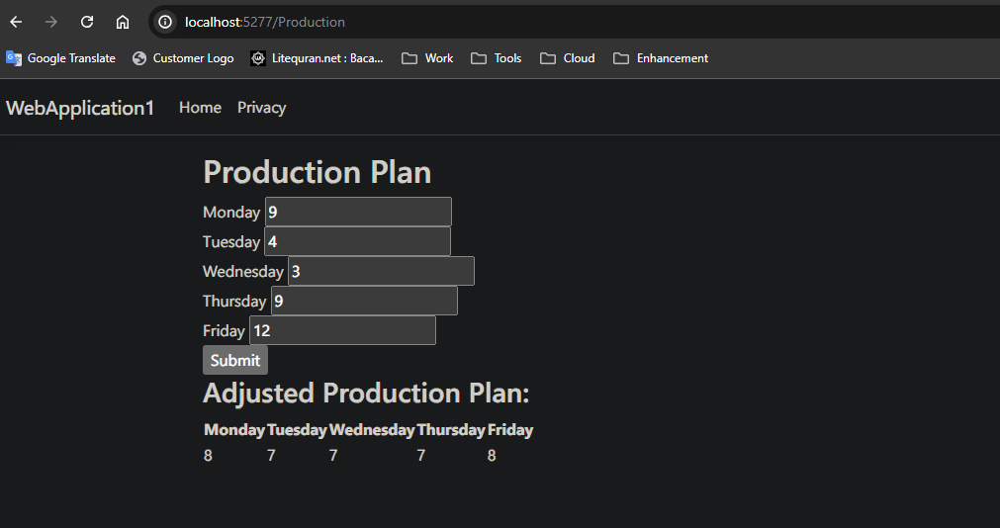 localhost:5277/Production
Google Translate Customer Logo Litequran.net : Baca... Work Tools Cloud Enhancement
WebApplication1 Home Privacy
Production Plan
Monday 9
Tuesday 4
Wednesday 3
Thursday 9
Friday 12
Submit
Adjusted Production Plan:
Monday Tuesday Wednesday Thursday Friday
8 7 7 7 8